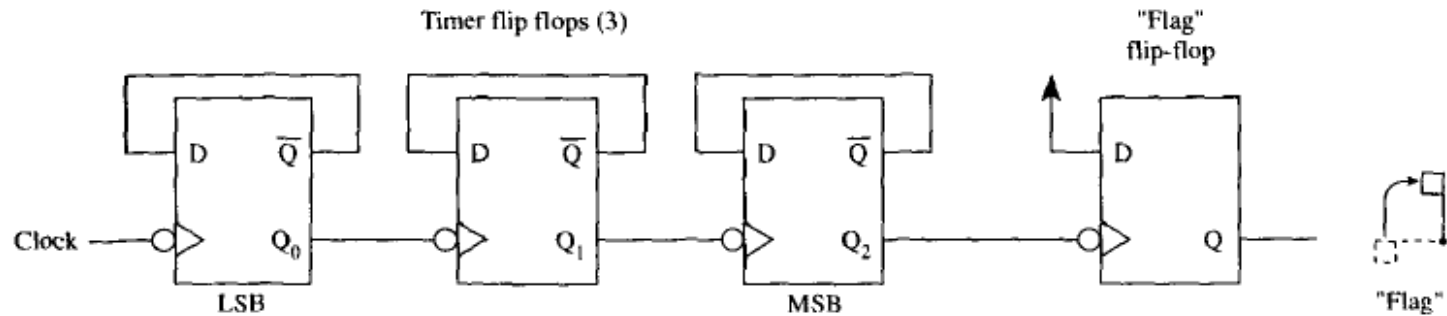 Timer flip flops (3)
"Flag"
flip-flop
D Q̅
D Q̅
D Q̅
D
Clock
Q₀
Q₁
Q₂
Q
LSB
MSB
"Flag"